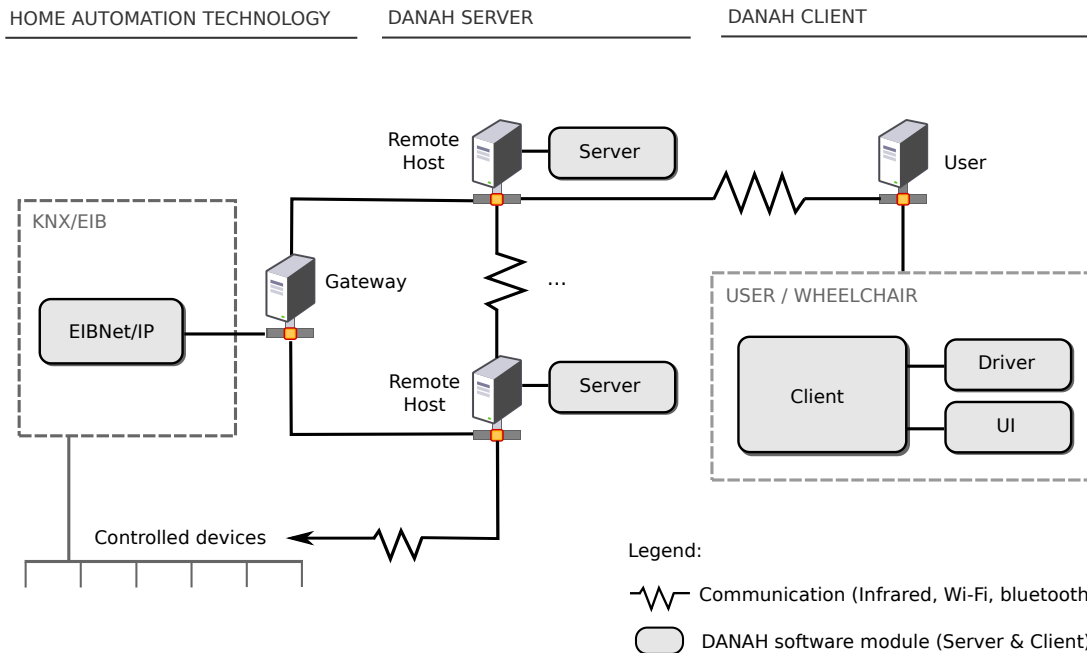 HOME AUTOMATION TECHNOLOGY
DANAH SERVER
DANAH CLIENT
Remote
Host
Server
User
KNX/EIB
Gateway
...
EIBNet/IP
USER / WHEELCHAIR
Remote
Host
Server
Client
Driver
UI
Controlled devices
Legend:
Communication (Infrared, Wi-Fi, bluetooth
DANAH software module (Server & Client)